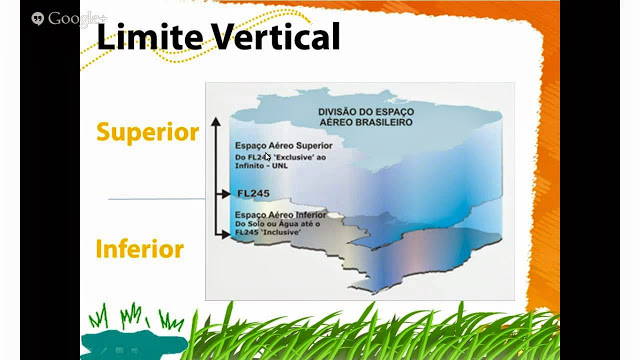 Google+
Limite Vertical
DIVISÃO DO ESPAÇO
AÉREO BRASILEIRO
Superior
Espaço Aéreo Superior
Do FL245 'Exclusive' ao
Infinito - UNL
FL245
Espaço Aéreo Inferior
Do Solo ou Água até o
FL245 'Inclusive'
Inferior